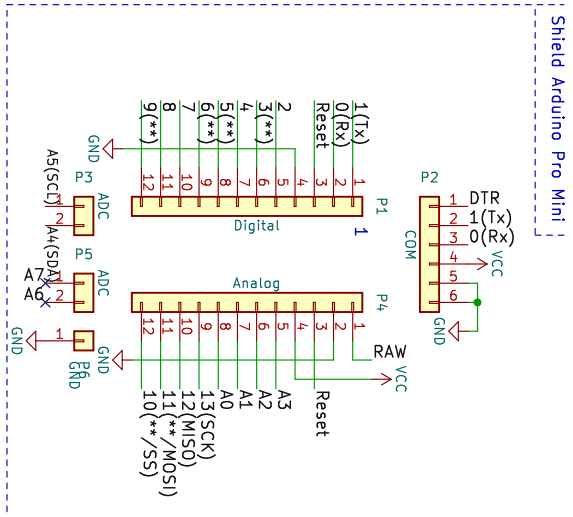 Shield Arduino Pro Mini
9(**)
8
7
6(**)
5(**)
4
3(**)
2
Reset
0(Rx)
1(Tx)
GND
12
11
10
9
8
7
6
5
4
3
2
1
P1
Digital
1
A5(SCL)
P3
1
2
ADC
A4(SDA)
P5
A7
1
A6
2
ADC
GND
1
P6
GND
P2
1
DTR
2
1(Tx)
3
0(Rx)
4
VCC
5
6
COM
GND
Analog
P4
12
11
10
9
8
7
6
5
4
3
2
1
GND
RAW
VCC
10(**/SS)
11(**/MOSI)
12(MISO)
13(SCK)
A0
A1
A2
A3
Reset